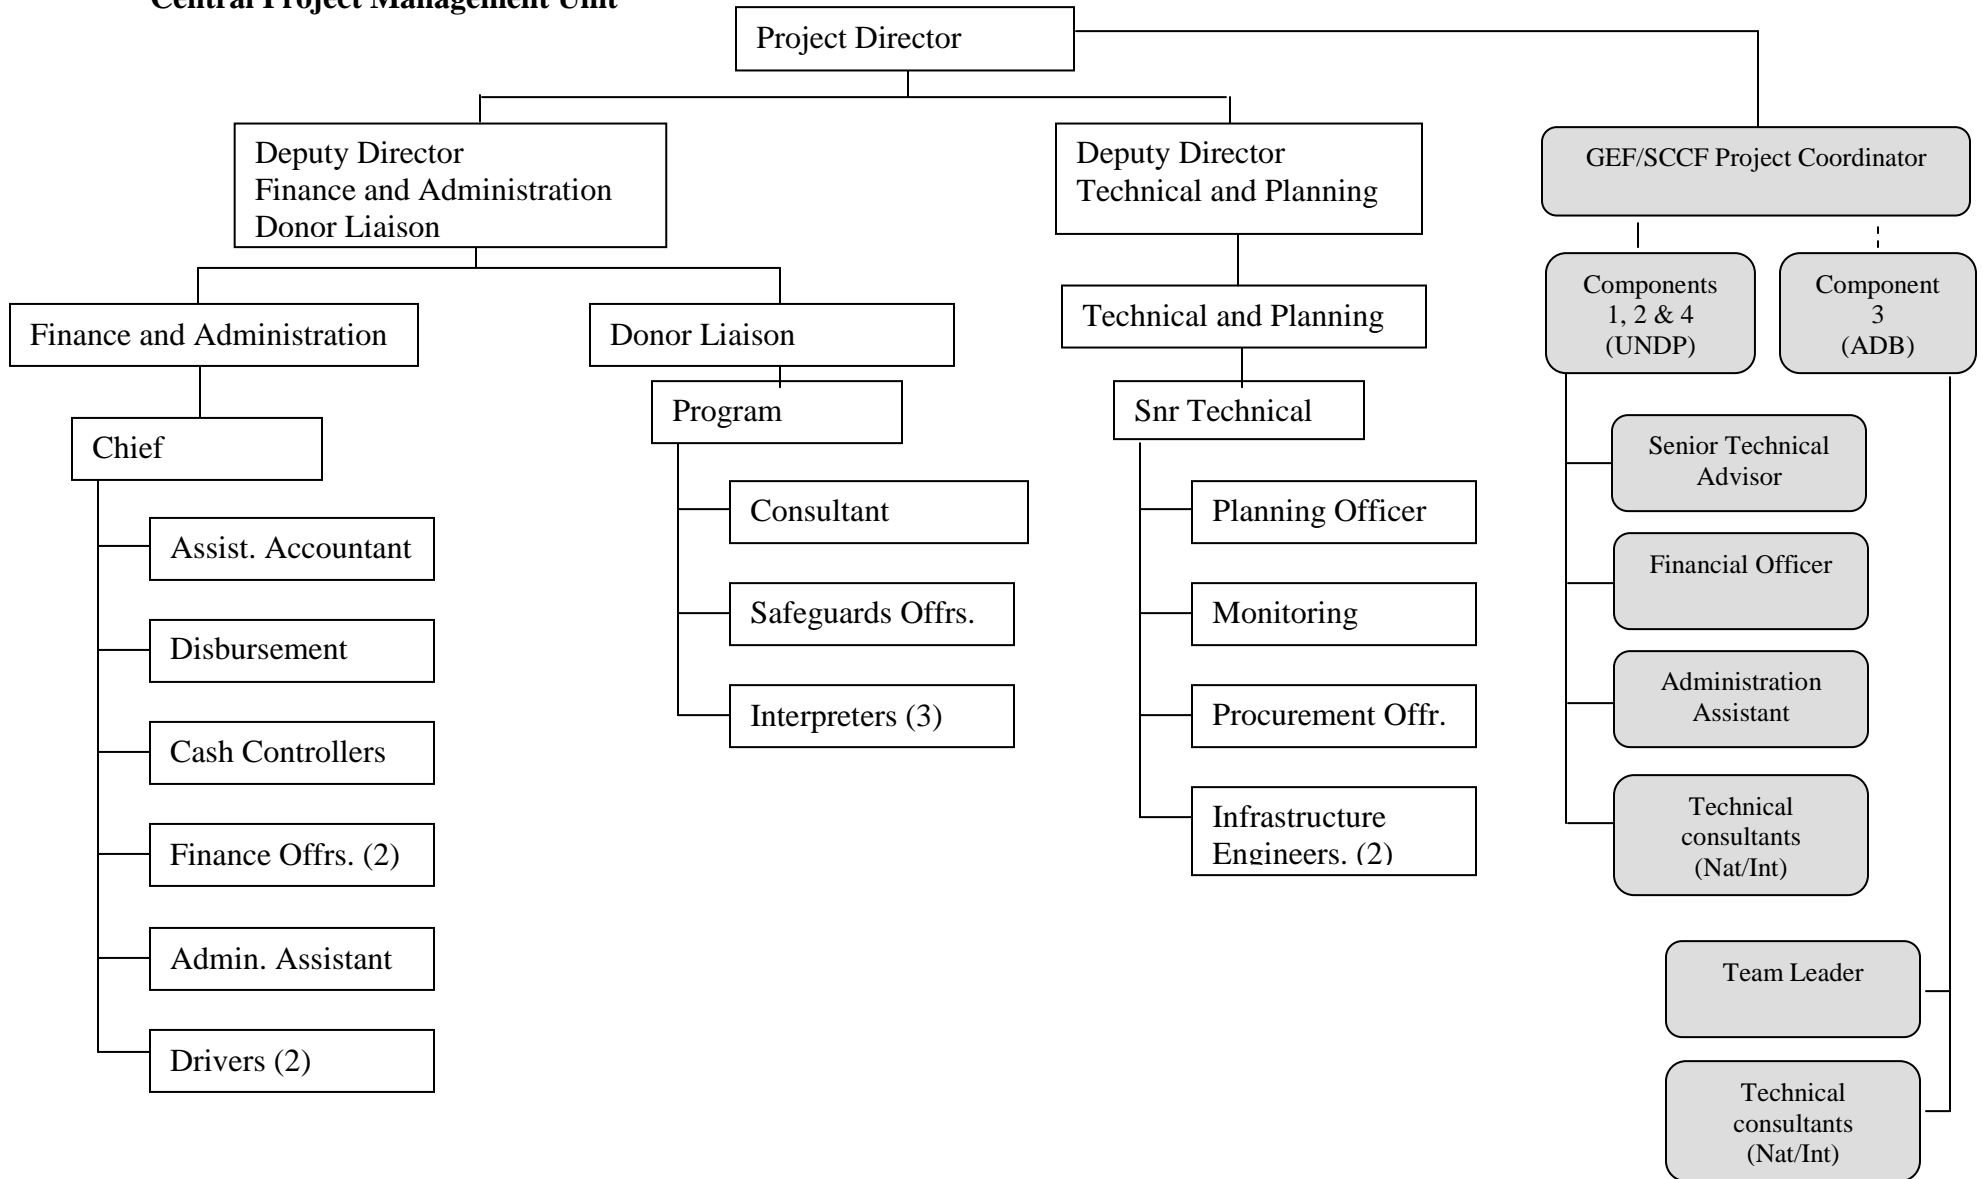 Central Project Management Unit
Project Director
Deputy Director
Finance and Administration
Donor Liaison
Deputy Director
Technical and Planning
GEF/SCCF Project Coordinator
Finance and Administration
Donor Liaison
Technical and Planning
Components
1, 2 & 4
(UNDP)
Component
3
(ADB)
Chief
Assist. Accountant
Disbursement
Cash Controllers
Finance Offrs. (2)
Admin. Assistant
Drivers (2)
Program
Consultant
Safeguards Offrs.
Interpreters (3)
Snr Technical
Planning Officer
Monitoring
Procurement Offr.
Infrastructure
Engineers. (2)
Senior Technical
Advisor
Financial Officer
Administration
Assistant
Technical
consultants
(Nat/Int)
Team Leader
Technical
consultants
(Nat/Int)